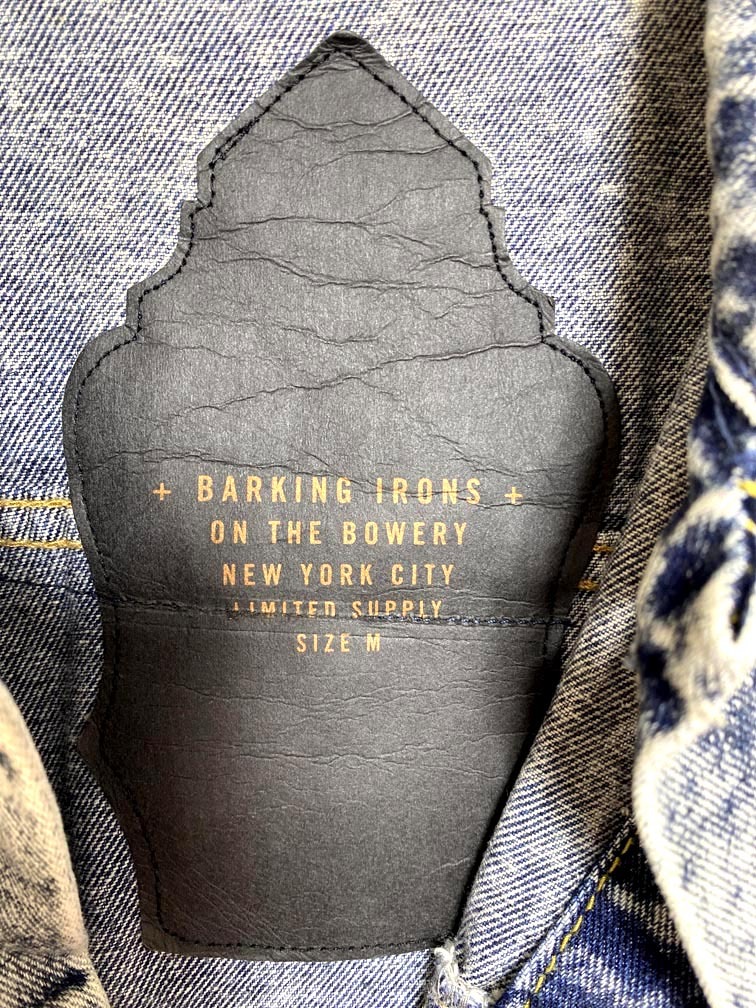 + BARKING IRONS +
ON THE BOWERY
NEW YORK CITY
LIMITED SUPPLY
SIZE M